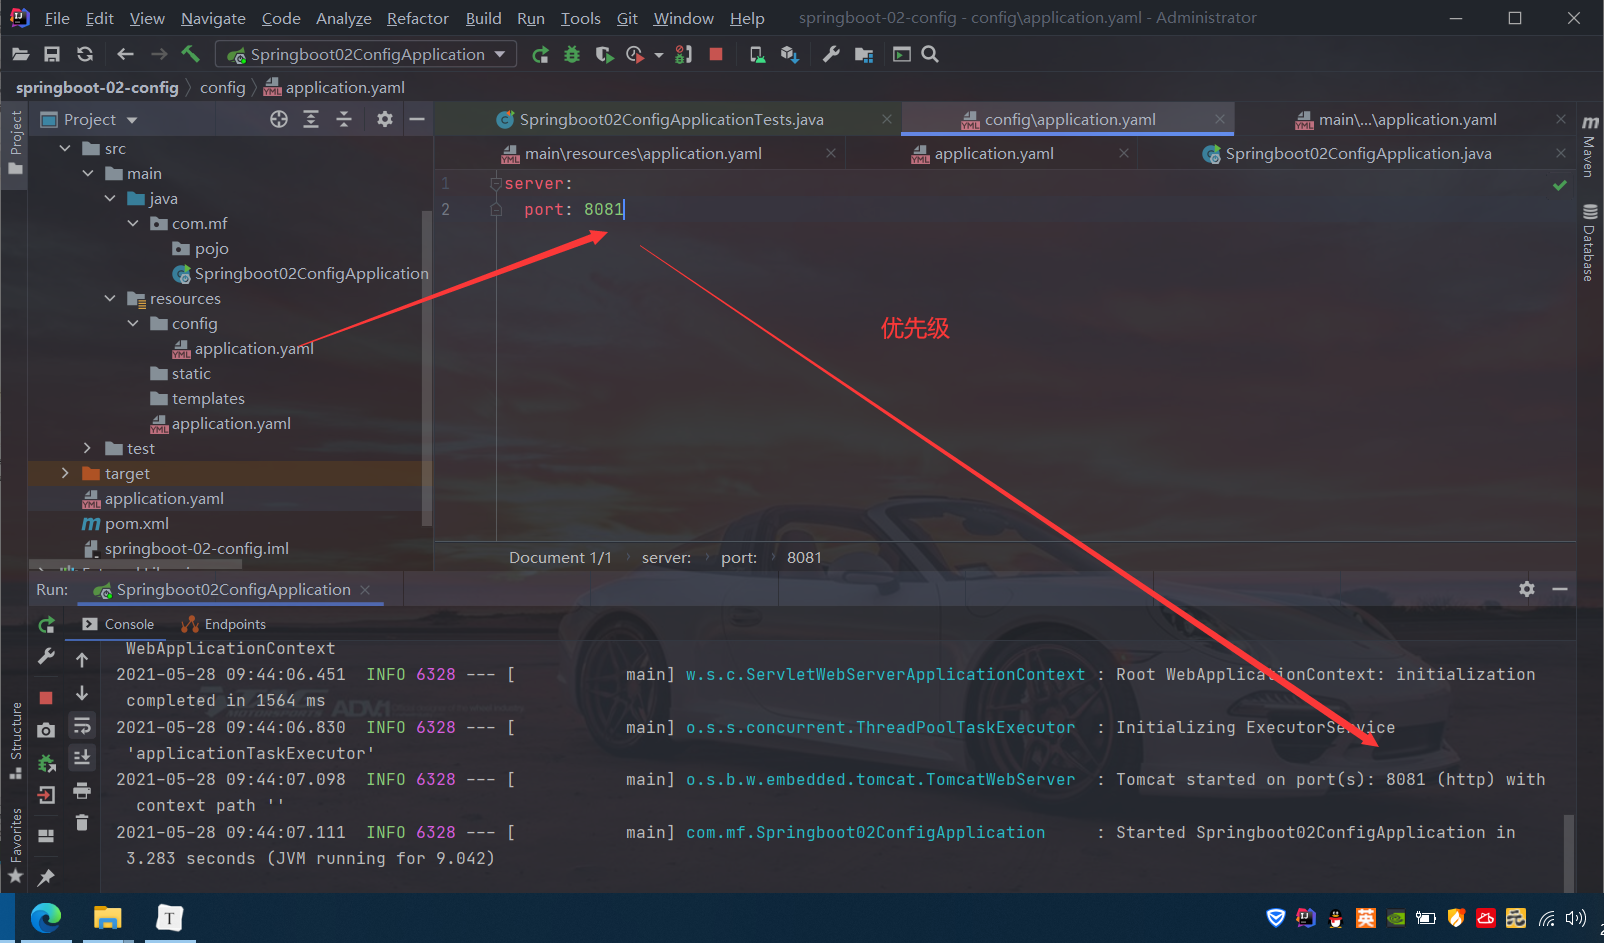 File Edit View Navigate Code Analyze Refactor Build Run Tools Git Window Help springboot-02-config - config\application.yaml - Administrator
Springboot02ConfigApplication
springboot-02-config config application.yaml
Project
Project
Springboot02ConfigApplicationTests.java config\application.yaml main\...\application.yaml
main\resources\application.yaml application.yaml Springboot02ConfigApplication.java
src
main
java
com.mf
pojo
Springboot02ConfigApplication
resources
config
application.yaml
static
templates
application.yaml
test
target
application.yaml
pom.xml
springboot-02-config.iml
1 server:
2 port: 8081
优先级
Maven
Database
Document 1/1 server: port: 8081
Run: Springboot02ConfigApplication
Console Endpoints
WebApplicationContext
2021-05-28 09:44:06.451 INFO 6328 --- [ main] w.s.c.ServletWebServerApplicationContext : Root WebApplicationContext: initialization
completed in 1564 ms
2021-05-28 09:44:06.830 INFO 6328 --- [ main] o.s.s.concurrent.ThreadPoolTaskExecutor : Initializing ExecutorService
'applicationTaskExecutor'
2021-05-28 09:44:07.098 INFO 6328 --- [ main] o.s.b.w.embedded.tomcat.TomcatWebServer : Tomcat started on port(s): 8081 (http) with
context path ''
2021-05-28 09:44:07.111 INFO 6328 --- [ main] com.mf.Springboot02ConfigApplication : Started Springboot02ConfigApplication in
3.283 seconds (JVM running for 9.042)
Structure
Favorites
T
英